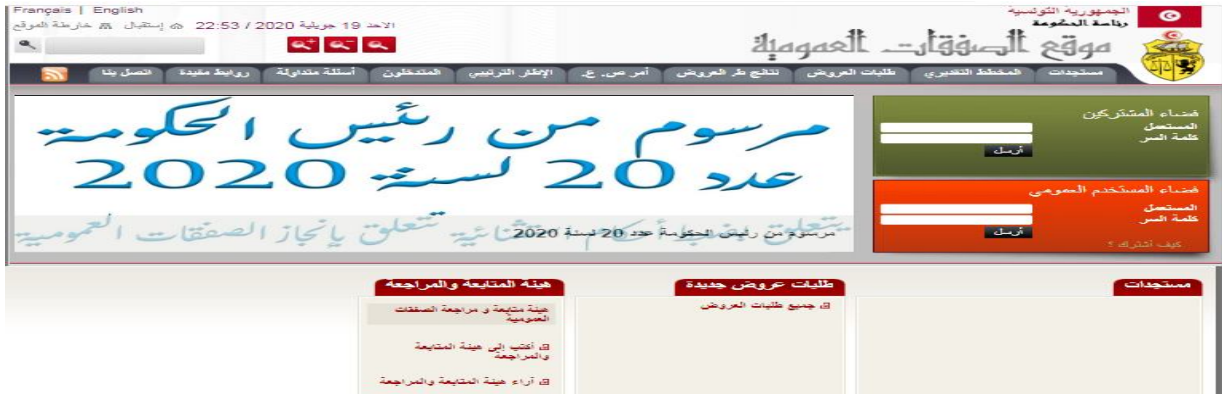 Français | English
الاحد 19 جويلية 2020 / 22:53 إستقبال خارطة الموقع
الجمهورية التونسية
رئاسة الحكومة
موقع الصفقات العمومية
مستجدات المخطط التقديري طلبات العروض نتائج ط العروض أمر ص. ع. الإطار الترتيبي المتدخلون أسئلة متداولة روابط مفيدة اتصل بنا
فضاء المشتركين
المستعمل
كلمة السر
أرسل
فضاء المستخدم العمومي
المستعمل
كلمة السر
أرسل
كيف أشترك ؟
مرسوم من رئيس الحكومة
عدد 20 لسنة 2020
يتعلق بضبط أحكام استثنائية تتعلق بإنجاز الصفقات العمومية
مرسوم من رئيس الحكومة عدد 20 لسنة 2020
مستجدات
طلبات عروض جديدة
جميع طلبات العروض
هيئة المتابعة والمراجعة
هيئة متابعة و مراجعة الصفقات
العمومية
أكتب إلى هيئة المتابعة
والمراجعة
آراء هيئة المتابعة والمراجعة